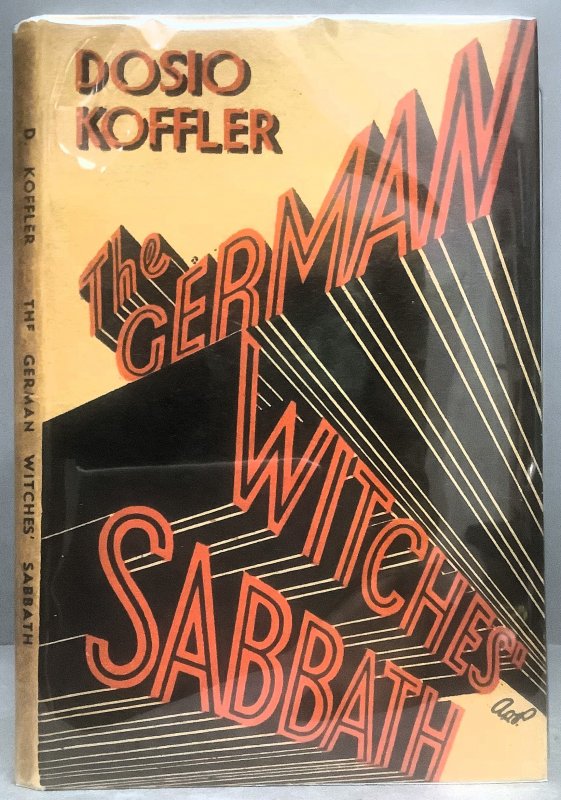 DOSIO
KOFFLER
The
GERMAN
WITCHES'
SABBATH
D. KOFFLER THE GERMAN WITCHES' SABBATH